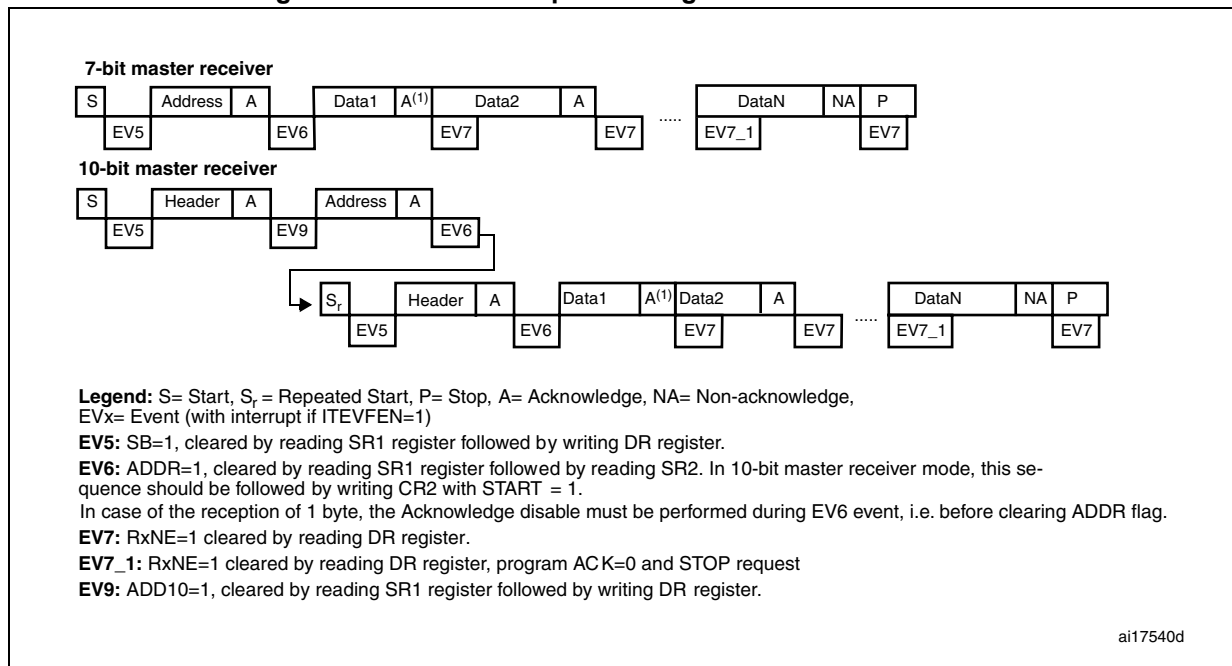 7-bit master receiver
S Address A Data1 A(1) Data2 A ..... DataN NA P
EV5 EV6 EV7 EV7 EV7_1 EV7
10-bit master receiver
S Header A Address A
EV5 EV9 EV6
Sr Header A Data1 A(1) Data2 A ..... DataN NA P
EV5 EV6 EV7 EV7 EV7_1 EV7
Legend: S= Start, Sr = Repeated Start, P= Stop, A= Acknowledge, NA= Non-acknowledge,
EVx= Event (with interrupt if ITEVFEN=1)
EV5: SB=1, cleared by reading SR1 register followed by writing DR register.
EV6: ADDR=1, cleared by reading SR1 register followed by reading SR2. In 10-bit master receiver mode, this se-
quence should be followed by writing CR2 with START = 1.
In case of the reception of 1 byte, the Acknowledge disable must be performed during EV6 event, i.e. before clearing ADDR flag.
EV7: RxNE=1 cleared by reading DR register.
EV7_1: RxNE=1 cleared by reading DR register, program ACK=0 and STOP request
EV9: ADD10=1, cleared by reading SR1 register followed by writing DR register.
ai17540d